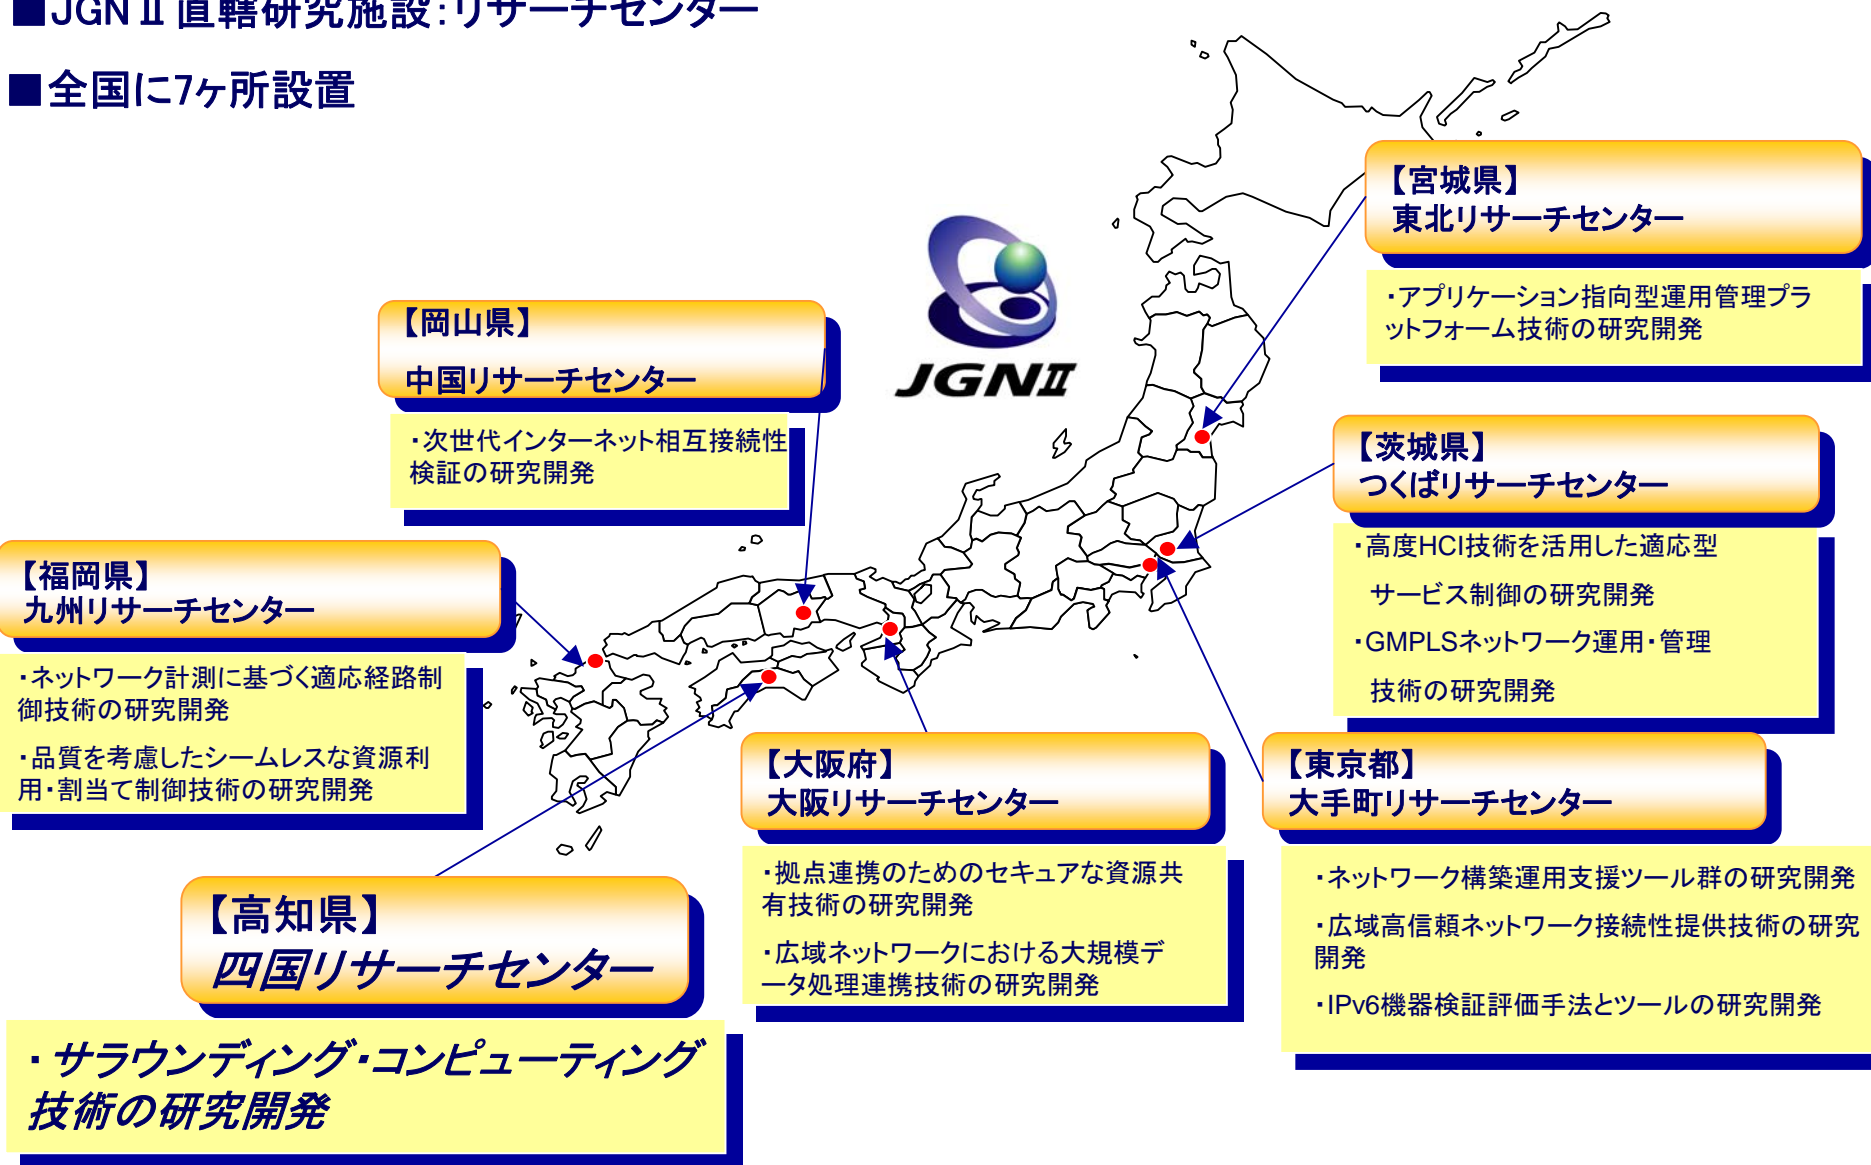 ■JGNⅡ直轄研究施設：リサーチセンター
■全国に7ヶ所設置
【宮城県】
東北リサーチセンター
・アプリケーション指向型運用管理プラ
ットフォーム技術の研究開発
JGNⅡ
【岡山県】
中国リサーチセンター
・次世代インターネット相互接続性
検証の研究開発
【茨城県】
つくばリサーチセンター
・高度HCI技術を活用した適応型
サービス制御の研究開発
・GMPLSネットワーク運用・管理
技術の研究開発
【福岡県】
九州リサーチセンター
・ネットワーク計測に基づく適応経路制
御技術の研究開発
・品質を考慮したシームレスな資源利
用・割当て制御技術の研究開発
【大阪府】
大阪リサーチセンター
・拠点連携のためのセキュアな資源共
有技術の研究開発
・広域ネットワークにおける大規模デ
ータ処理連携技術の研究開発
【東京都】
大手町リサーチセンター
・ネットワーク構築運用支援ツール群の研究開発
・広域高信頼ネットワーク接続性提供技術の研究
開発
・IPv6機器検証評価手法とツールの研究開発
【高知県】
四国リサーチセンター
・サラウンディング・コンピューティング
技術の研究開発